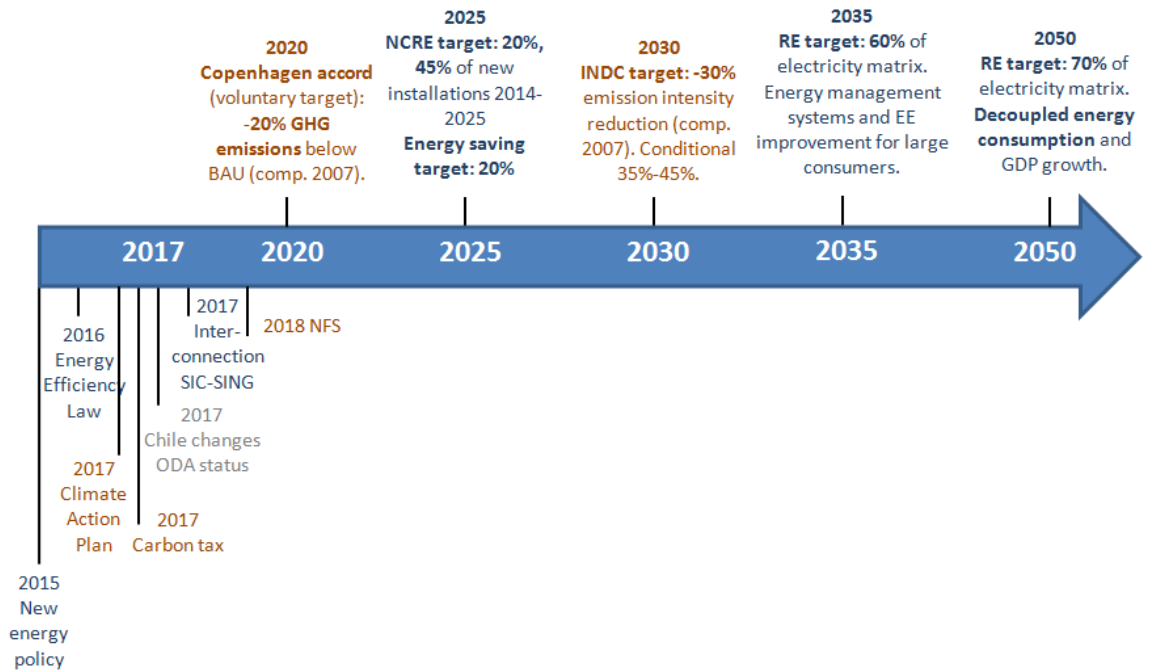 2020
Copenhagen accord
(voluntary target):
-20% GHG
emissions below
BAU (comp. 2007).
2025
NCRE target: 20%,
45% of new
installations 2014-
2025
Energy saving
target: 20%
2030
INDC target: -30%
emission intensity
reduction (comp.
2007). Conditional
35%-45%.
2035
RE target: 60% of
electricity matrix.
Energy management
systems and EE
improvement for large
consumers.
2050
RE target: 70% of
electricity matrix.
Decoupled energy
consumption and
GDP growth.
2017
2020
2025
2030
2035
2050
2015
New
energy
policy
2016
Energy
Efficiency
Law
2017
Climate
Action
Plan
2017
Carbon tax
2017
Chile changes
ODA status
2017
Inter-
connection
SIC-SING
2018 NFS